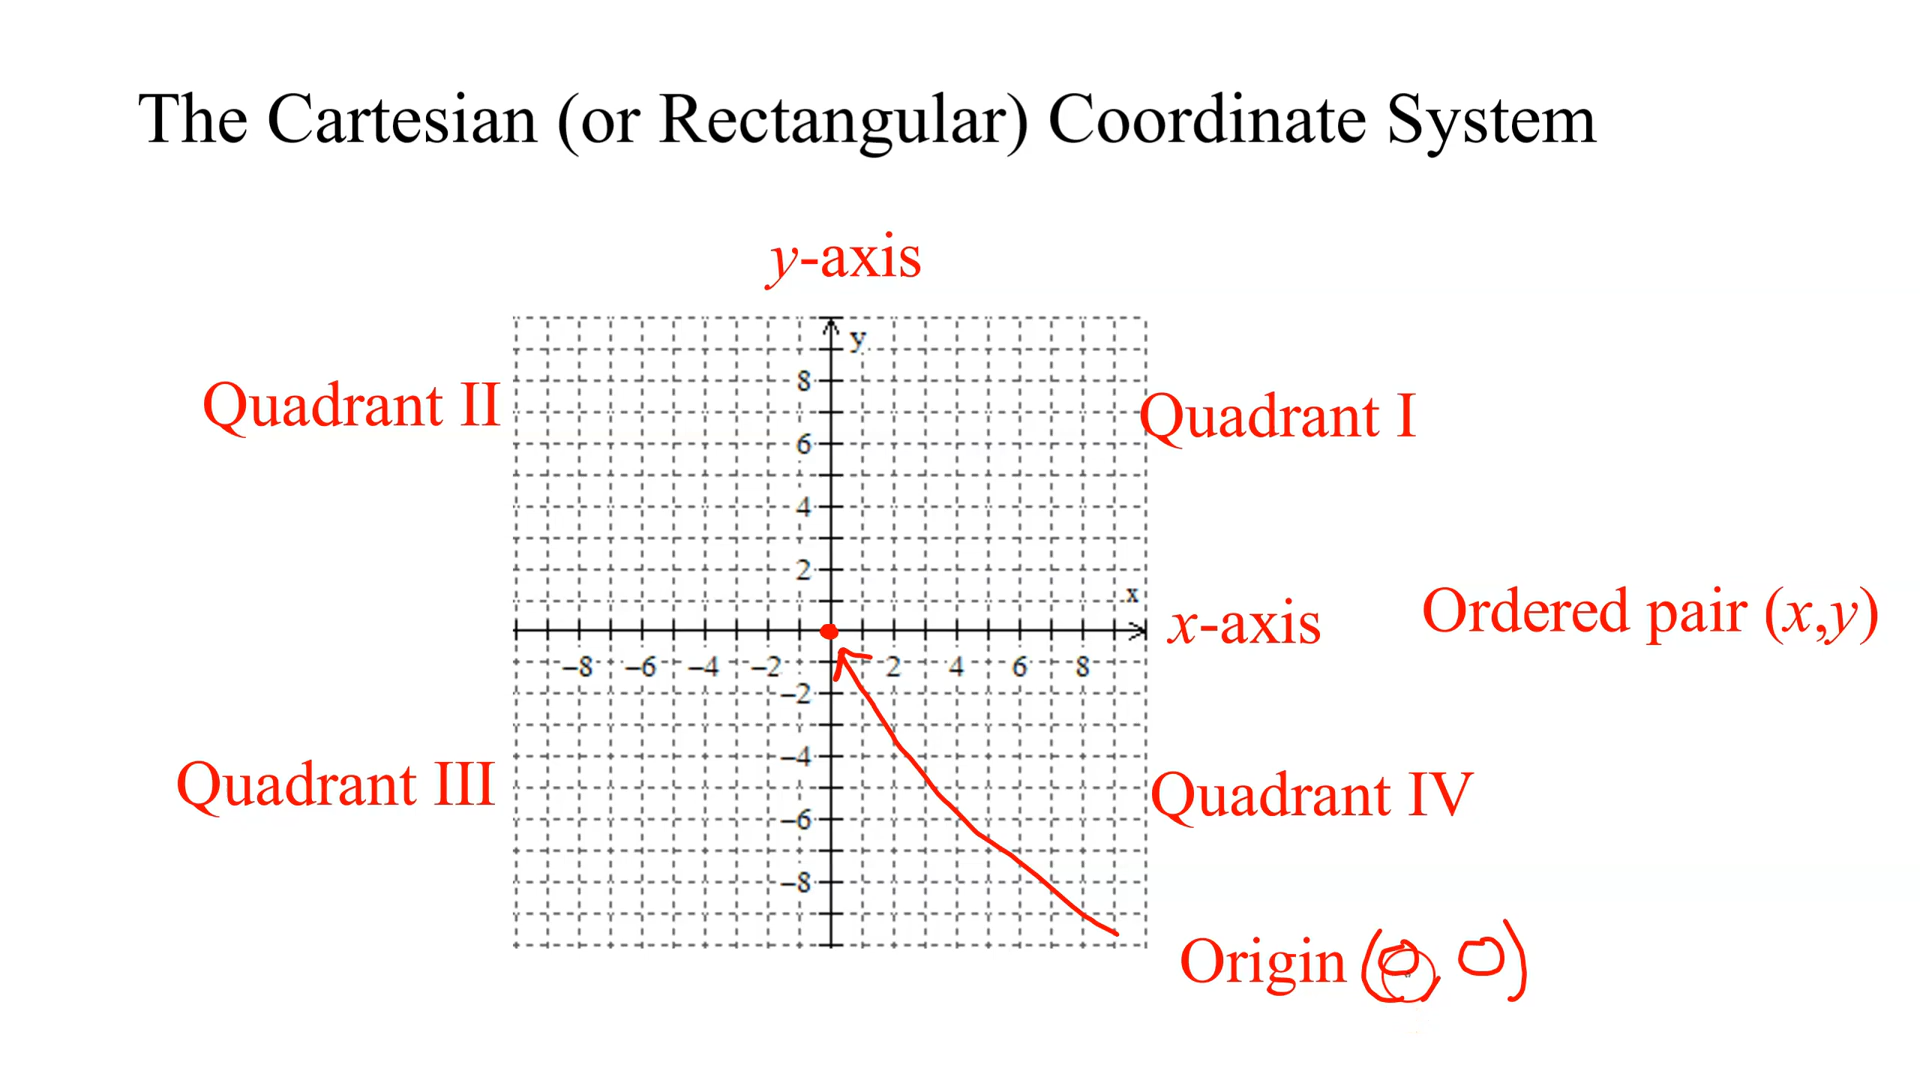 The Cartesian (or Rectangular) Coordinate System
y-axis
y
8
Quadrant II
Quadrant I
6
4
2
x
x-axis
Ordered pair (x,y)
–8 –6 –4 –2 2 4 6 8
–2
–4
Quadrant III
Quadrant IV
–6
–8
Origin (0, 0)